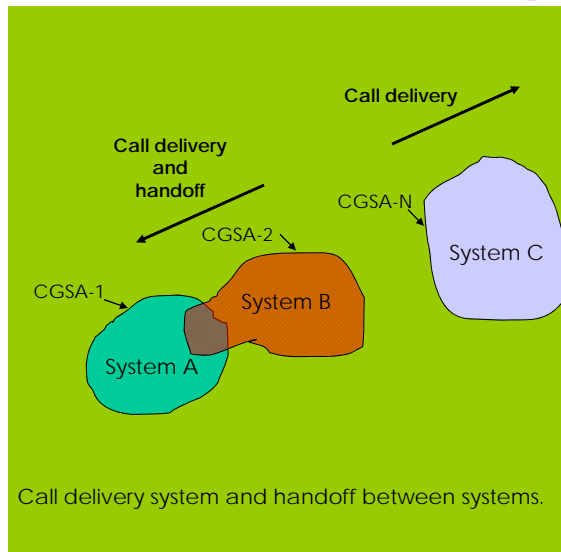 Call delivery
Call delivery
and
handoff
CGSA-N
CGSA-2
System C
CGSA-1
System B
System A
Call delivery system and handoff between systems.